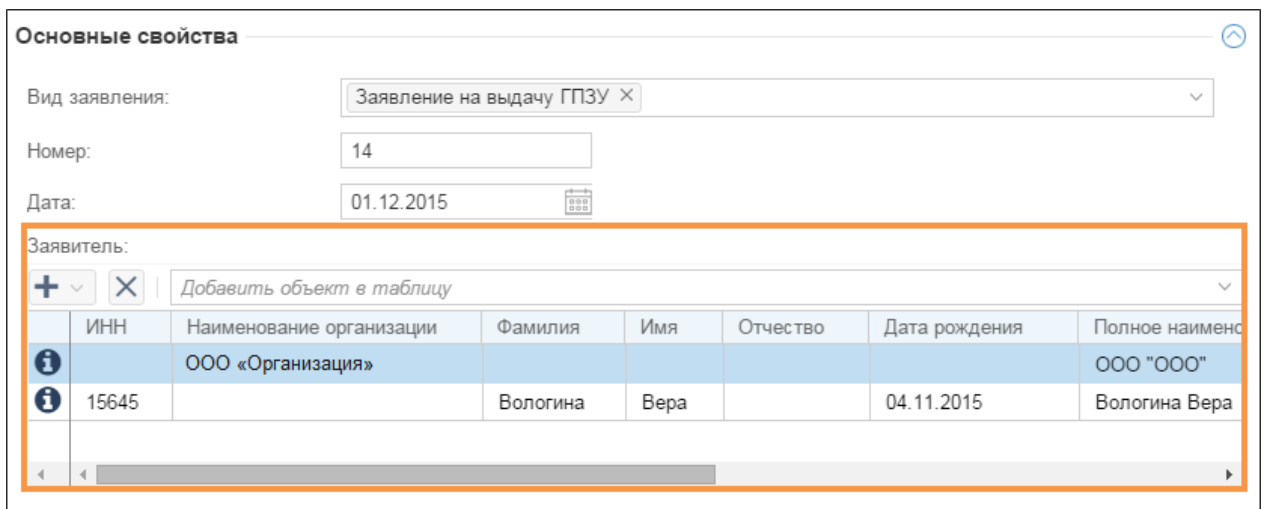 Основные свойства
Вид заявления: Заявление на выдачу ГПЗУ
Номер: 14
Дата: 01.12.2015
Заявитель:
Добавить объект в таблицу
ИНН Наименование организации Фамилия Имя Отчество Дата рождения Полное наимено
ООО «Организация» ООО "ООО"
15645 Вологина Вера 04.11.2015 Вологина Вера